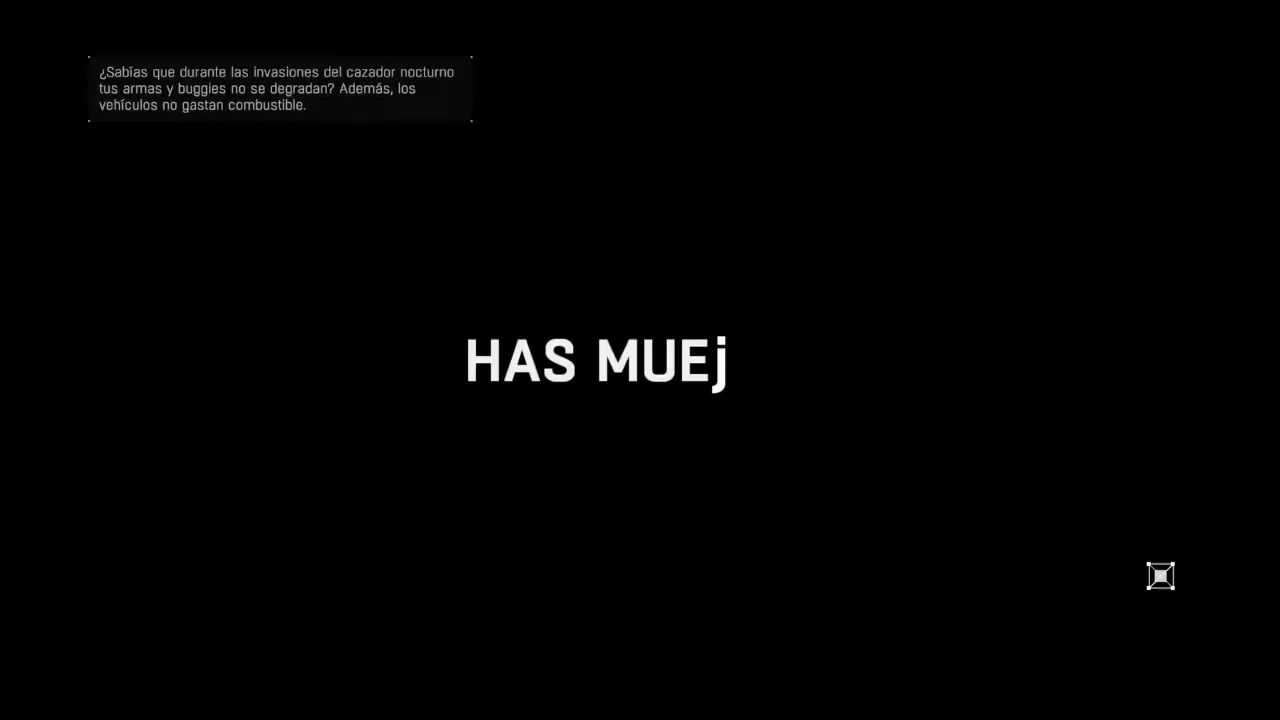 ¿Sabías que durante las invasiones del cazador nocturno
tus armas y buggies no se degradan? Además, los
vehículos no gastan combustible.
HAS MUEj